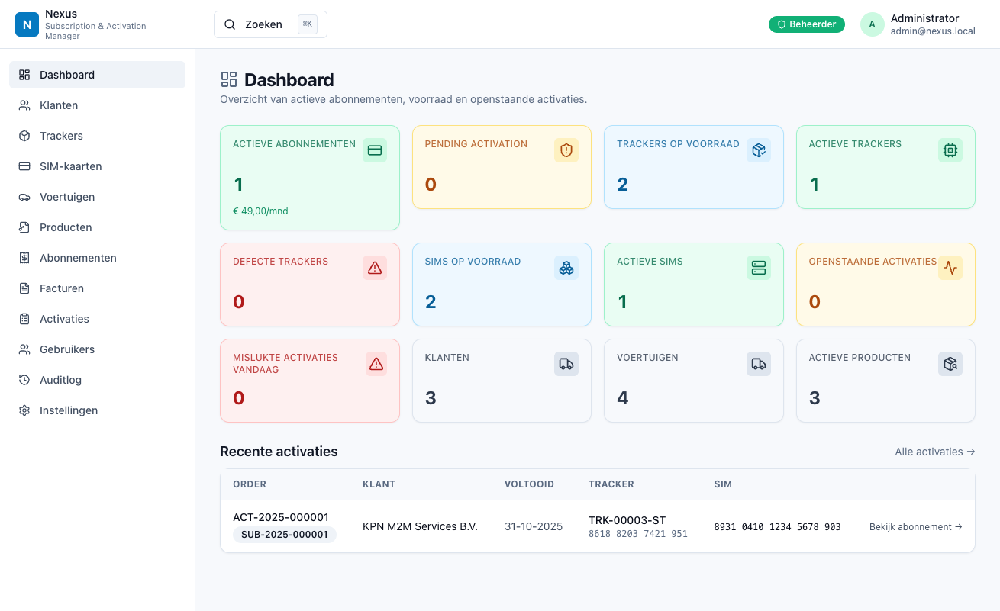 N
Nexus
Subscription & Activation
Manager
Zoeken
⌘K
Beheerder
A
Administrator
admin@nexus.local
Dashboard
Klanten
Trackers
SIM-kaarten
Voertuigen
Producten
Abonnementen
Facturen
Activaties
Gebruikers
Auditlog
Instellingen
Dashboard
Overzicht van actieve abonnementen, voorraad en openstaande activaties.
ACTIEVE ABONNEMENTEN
1
€ 49,00/mnd
PENDING ACTIVATION
0
TRACKERS OP VOORRAAD
2
ACTIEVE TRACKERS
1
DEFECTE TRACKERS
0
SIMS OP VOORRAAD
2
ACTIEVE SIMS
1
OPENSTAANDE ACTIVATIES
0
MISLUKTE ACTIVATIES
VANDAAG
0
KLANTEN
3
VOERTUIGEN
4
ACTIEVE PRODUCTEN
3
Recente activaties
Alle activaties →
ORDER KLANT VOLTOOID TRACKER SIM
ACT-2025-000001
SUB-2025-000001
KPN M2M Services B.V.
31-10-2025
TRK-00003-ST
8618 8203 7421 951
8931 0410 1234 5678 903
Bekijk abonnement →